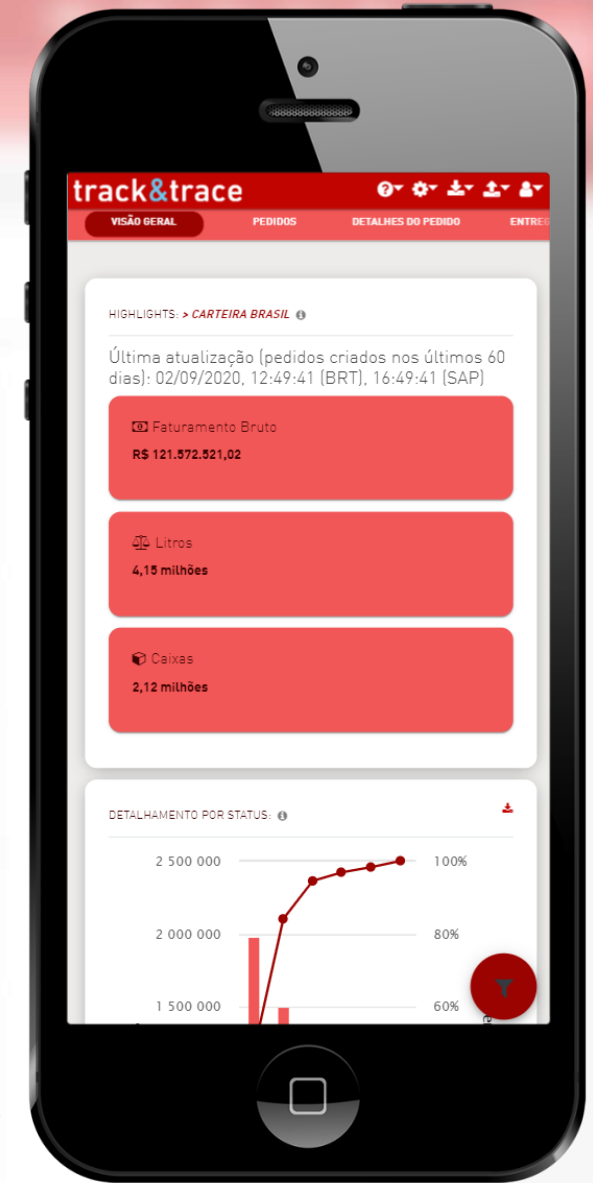 track&trace
VISÃO GERAL PEDIDOS DETALHES DO PEDIDO ENTREG
HIGHLIGHTS: > CARTEIRA BRASIL
Última atualização (pedidos criados nos últimos 60
dias): 02/09/2020, 12:49:41 (BRT), 16:49:41 (SAP)
Faturamento Bruto
R$ 121.572.521,02
Litros
4,15 milhões
Caixas
2,12 milhões
DETALHAMENTO POR STATUS:
2 500 000 100%
2 000 000 80%
1 500 000 60%